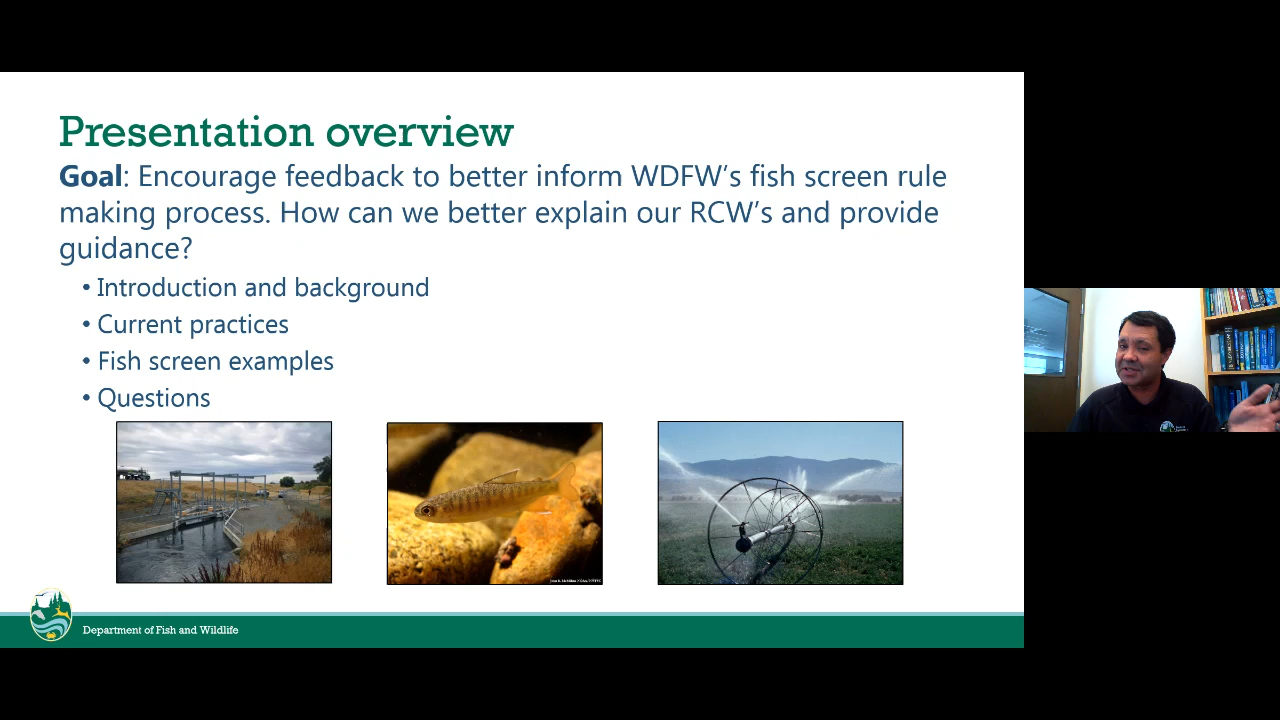 Presentation overview
Goal: Encourage feedback to better inform WDFW's fish screen rule
making process. How can we better explain our RCW's and provide
guidance?
• Introduction and background
• Current practices
• Fish screen examples
• Questions
Department of Fish and Wildlife